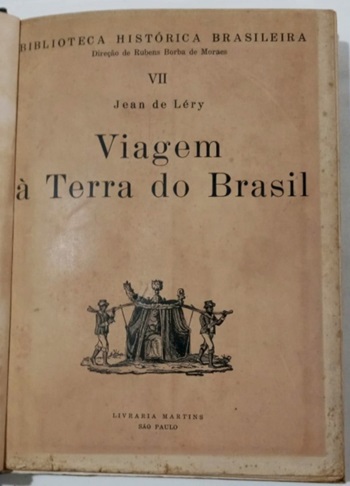 BIBLIOTECA HISTÓRICA BRASILEIRA
Direção de Rubens Borba de Moraes
VII
Jean de Léry
Viagem
à Terra do Brasil
LIVRARIA MARTINS
SÃO PAULO